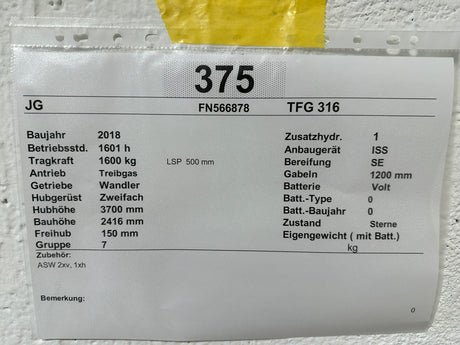 375
JG FN566878 TFG 316
Baujahr 2018 Zusatzhydr. 1
Betriebsstd. 1601 h Anbaugerät ISS
Tragkraft 1600 kg LSP 500 mm Bereifung SE
Antrieb Treibgas Gabeln 1200 mm
Getriebe Wandler Batterie Volt
Hubgerüst Zweifach Batt.-Type 0
Hubhöhe 3700 mm Batt.-Baujahr 0
Bauhöhe 2416 mm Zustand Sterne
Freihub 150 mm Eigengewicht ( mit Batt.)
Gruppe 7 kg
Zubehör:
ASW 2xv, 1xh
Bemerkung:
0